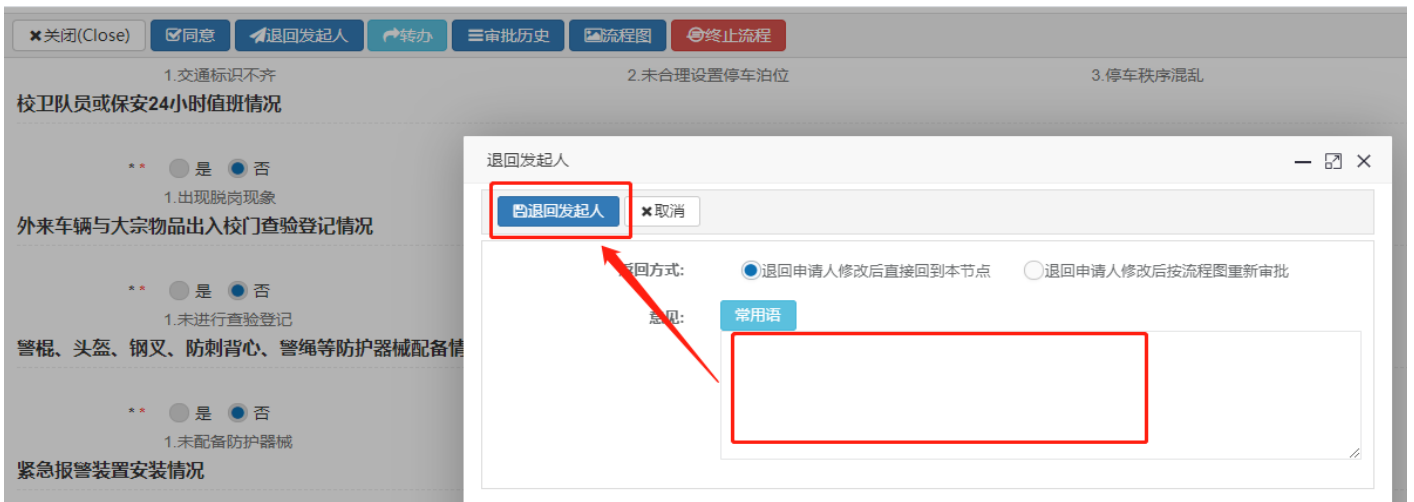 ✖关闭(Close) 同意 退回发起人 转办 审批历史 流程图 终止流程
1.交通标识不齐 2.未合理设置停车泊位 3.停车秩序混乱
校卫队员或保安24小时值班情况
退回发起人
** 是 否
1.出现脱岗现象
退回发起人 ✖取消
外来车辆与大宗物品出入校门查验登记情况
回方式: 退回申请人修改后直接回到本节点 退回申请人修改后按流程图重新审批
** 是 否
意见: 常用语
1.未进行查验登记
警棍、头盔、钢叉、防刺背心、警绳等防护器械配备情
** 是 否
1.未配备防护器械
紧急报警装置安装情况